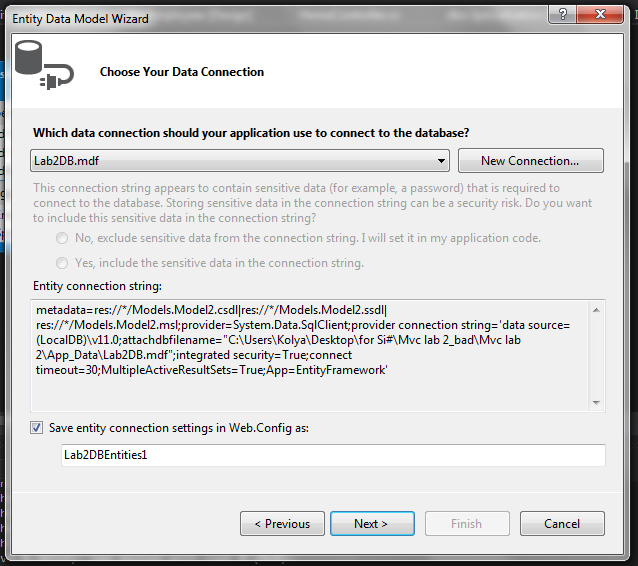 Entity Data Model Wizard
?
Choose Your Data Connection
Which data connection should your application use to connect to the database?
Lab2DB.mdf
New Connection...
This connection string appears to contain sensitive data (for example, a password) that is required to
connect to the database. Storing sensitive data in the connection string can be a security risk. Do you want
to include this sensitive data in the connection string?
No, exclude sensitive data from the connection string. I will set it in my application code.
Yes, include the sensitive data in the connection string.
Entity connection string:
metadata=res://*/Models.Model2.csdl|res://*/Models.Model2.ssdl|
res://*/Models.Model2.msl;provider=System.Data.SqlClient;provider connection string='data source=
(LocalDB)\v11.0;attachdbfilename="C:\Users\Kolya\Desktop\for Si#\Mvc lab 2_bad\Mvc lab
2\App_Data\Lab2DB.mdf";integrated security=True;connect
timeout=30;MultipleActiveResultSets=True;App=EntityFramework'
Save entity connection settings in Web.Config as:
Lab2DBEntities1
< Previous
Next >
Finish
Cancel